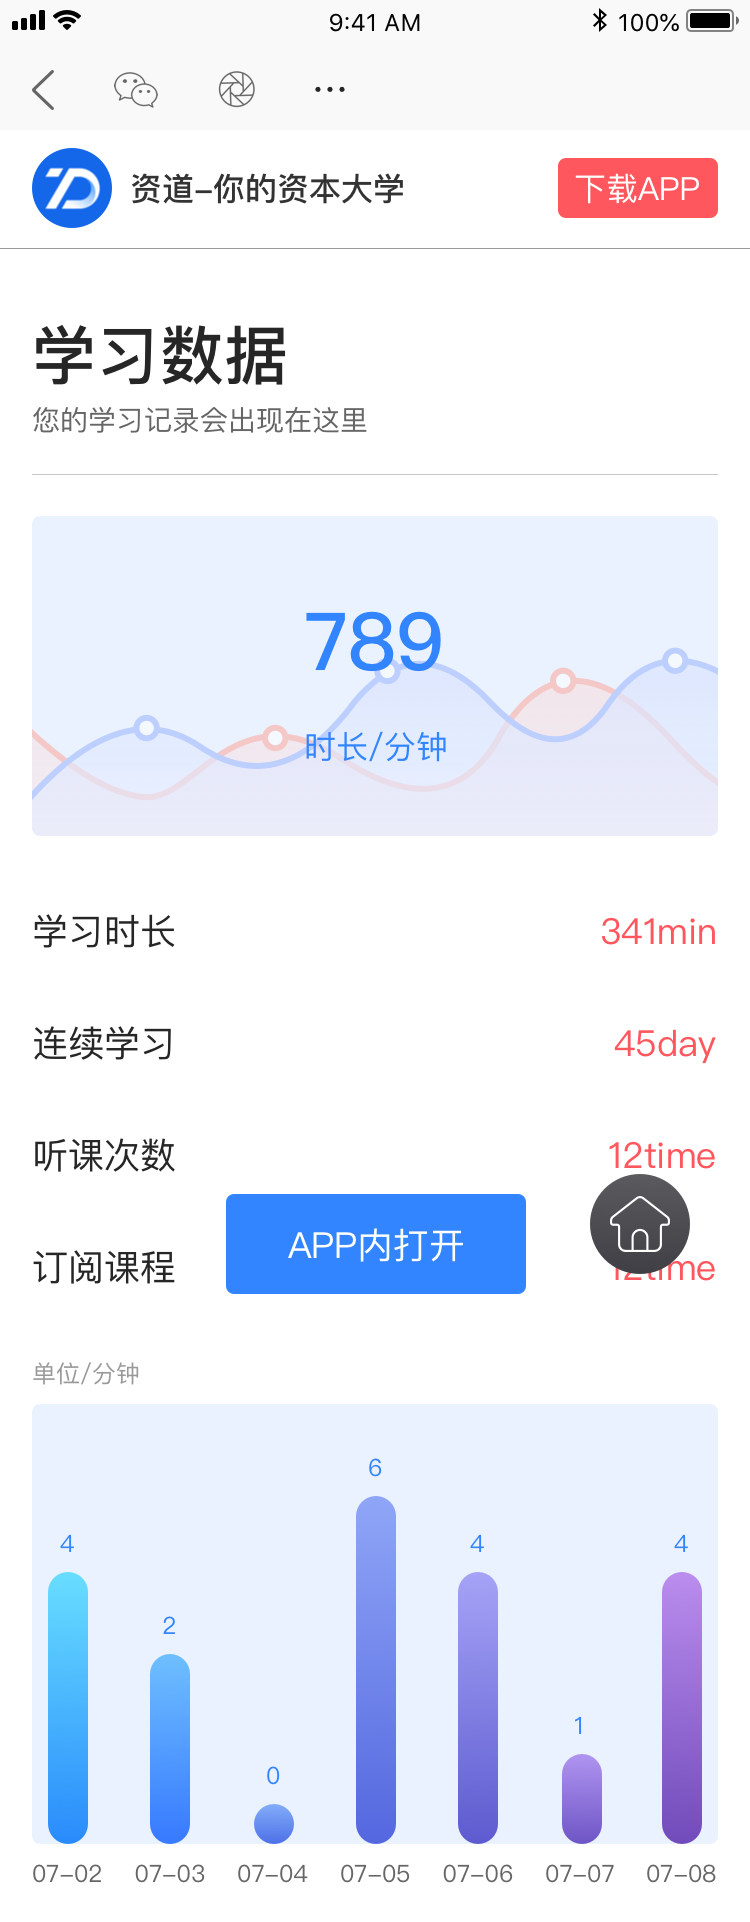 9:41 AM
100%
资道-你的资本大学
下载APP
学习数据
您的学习记录会出现在这里
789
时长/分钟
学习时长
341min
连续学习
45day
听课次数
12time
订阅课程
12time
APP内打开
单位/分钟
4
2
0
6
4
1
4
07-02
07-03
07-04
07-05
07-06
07-07
07-08